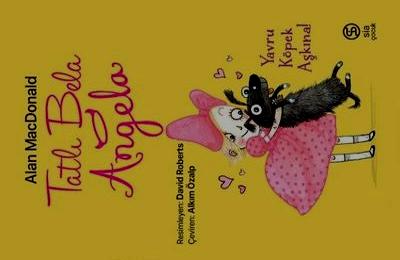 Alan MacDonald
Tatlı Bela
Angela
Resimleyen: David Roberts
Çeviren: Alkım Özalp
Yavru
Köpek
Aşkına!
sia
çocuk